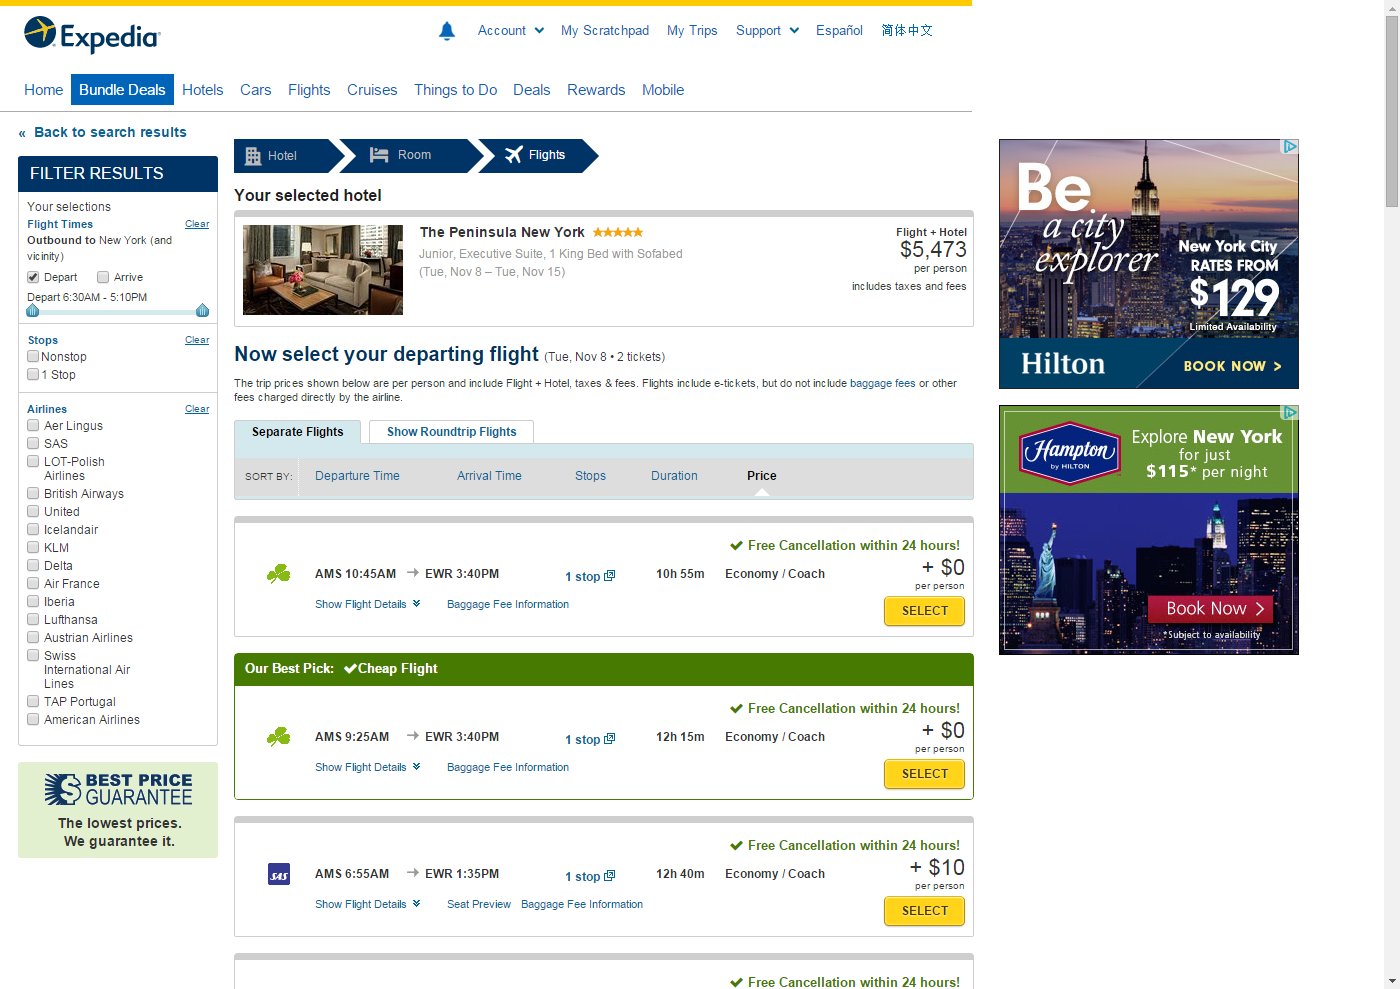 Expedia
Account
My Scratchpad
My Trips
Support
Español
简体中文
Home
Bundle Deals
Hotels
Cars
Flights
Cruises
Things to Do
Deals
Rewards
Mobile
« Back to search results
FILTER RESULTS
Your selections
Flight Times Clear
Outbound to New York (and
vicinity)
Depart Arrive
Depart 6:30AM - 5:10PM
Stops Clear
Nonstop
1 Stop
Airlines Clear
Aer Lingus
SAS
LOT-Polish
Airlines
British Airways
United
Icelandair
KLM
Delta
Air France
Iberia
Lufthansa
Austrian Airlines
Swiss
International Air
Lines
TAP Portugal
American Airlines
BEST PRICE
GUARANTEE
The lowest prices.
We guarantee it.
Hotel
Room
Flights
Your selected hotel
The Peninsula New York
Junior, Executive Suite, 1 King Bed with Sofabed
(Tue, Nov 8 – Tue, Nov 15)
Flight + Hotel
$5,473
per person
includes taxes and fees
Now select your departing flight (Tue, Nov 8 • 2 tickets)
The trip prices shown below are per person and include Flight + Hotel, taxes & fees. Flights include e-tickets, but do not include baggage fees or other
fees charged directly by the airline.
Separate Flights
Show Roundtrip Flights
SORT BY: Departure Time Arrival Time Stops Duration Price
Free Cancellation within 24 hours!
AMS 10:45AM → EWR 3:40PM 1 stop 10h 55m Economy / Coach + $0
per person
Show Flight Details Baggage Fee Information
SELECT
Our Best Pick: Cheap Flight
Free Cancellation within 24 hours!
AMS 9:25AM → EWR 3:40PM 1 stop 12h 15m Economy / Coach + $0
per person
Show Flight Details Baggage Fee Information
SELECT
Free Cancellation within 24 hours!
SAS
AMS 6:55AM → EWR 1:35PM 1 stop 12h 40m Economy / Coach + $10
per person
Show Flight Details Seat Preview Baggage Fee Information
SELECT
Free Cancellation within 24 hours!
Be
a city
explorer
New York City
RATES FROM
$129
Limited Availability
Hilton
BOOK NOW >
Hampton
BY HILTON
Explore New York
for just
$115* per night
Book Now >
*Subject to availability